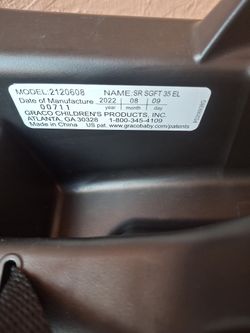 MODEL:2120608 NAME:SR SGFT 35 EL
Date of Manufacture 2022 08 09
00711 year month day
GRACO CHILDREN'S PRODUCTS, INC.
ATLANTA, GA 30328 1-800-345-4109
Made in China US pat. www.gracobaby.com/patents